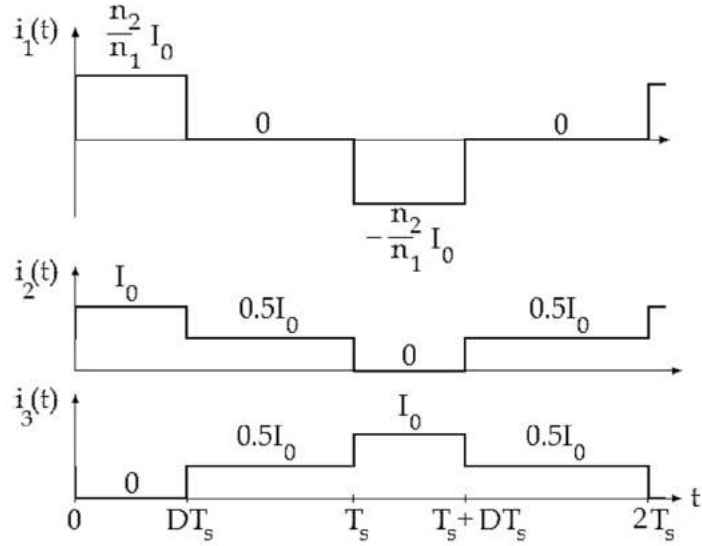 i₁(t)
n₂/n₁ I₀
0
0
-n₂/n₁ I₀
i₂(t)
I₀
0.5I₀
0
0.5I₀
i₃(t)
0
0.5I₀
I₀
0.5I₀
t
0
DTₛ
Tₛ
Tₛ+DTₛ
2Tₛ